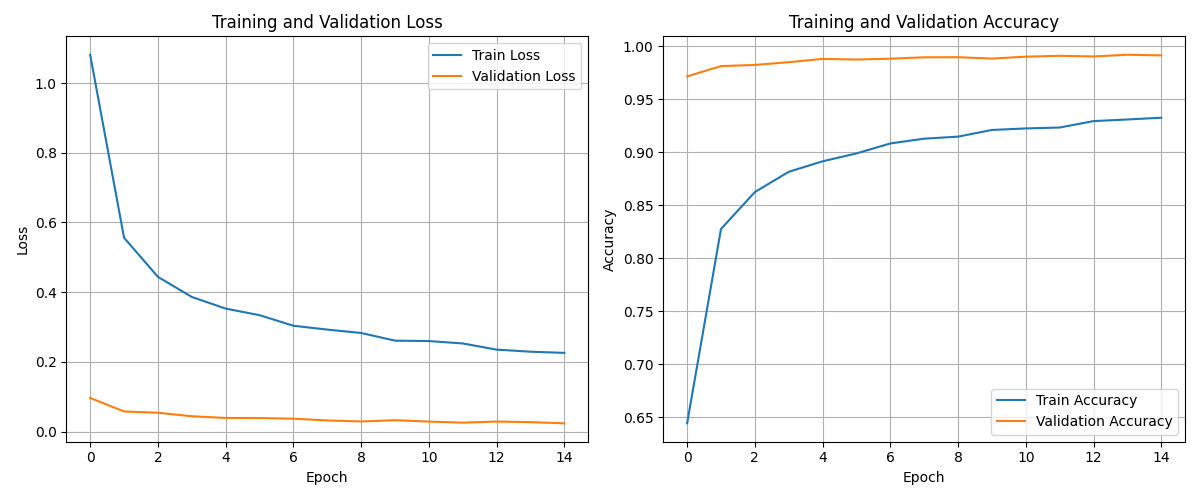 Training and Validation Loss
Train Loss
Validation Loss
1.0
0.8
0.6
0.4
0.2
0.0
Loss
0 2 4 6 8 10 12 14
Epoch
Training and Validation Accuracy
1.00
0.95
0.90
0.85
0.80
0.75
0.70
0.65
Accuracy
Train Accuracy
Validation Accuracy
0 2 4 6 8 10 12 14
Epoch